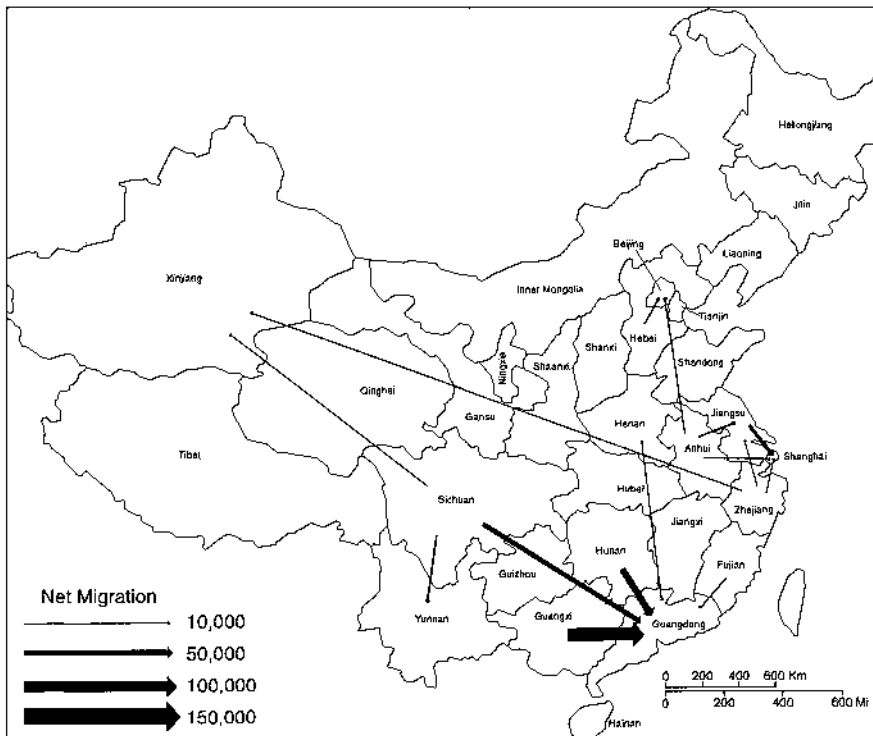 Heilongjiang
Jilin
Liaoning
Beijing
Inner Mongolia
Xinjiang
Tianjin
Hebei
Shanxi
Shaanxi
Ningxia
Shandong
Qinghai
Gansu
Henan
Jiangsu
Anhui
Shanghai
Tibet
Sichuan
Hubei
Zhejiang
Jiangxi
Hunan
Guizhou
Fujian
Yunnan
Guangxi
Guangdong
Hainan
Net Migration
10,000
50,000
100,000
150,000
0 200 400 600 Km
0 200 400 600 Mi